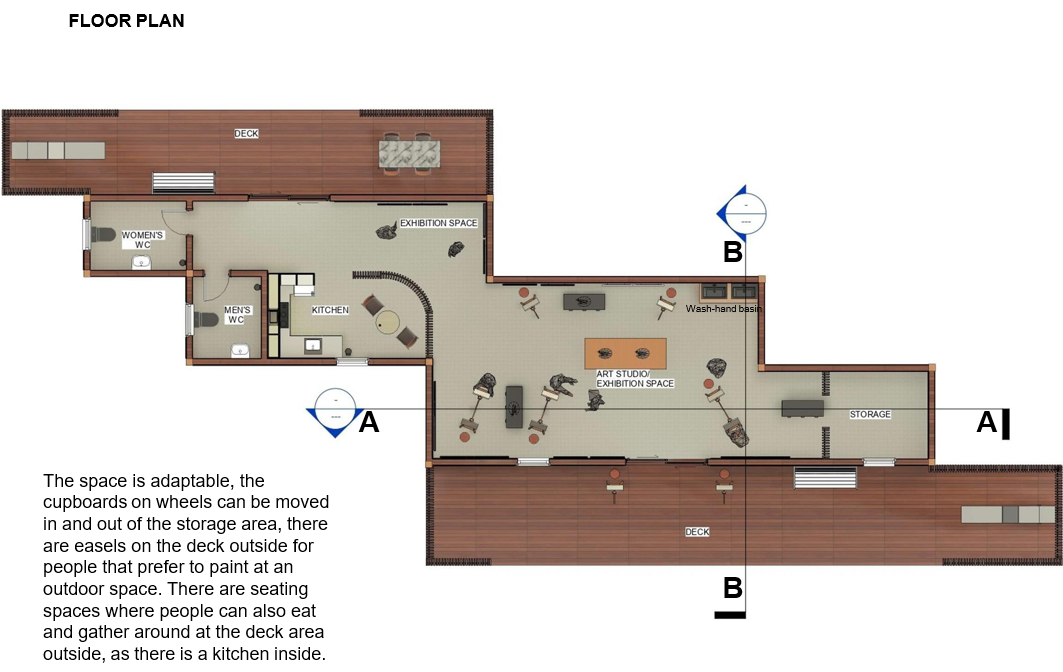 FLOOR PLAN
DECK
EXHIBITION SPACE
WOMEN'S
WC
B
MEN'S
WC
KITCHEN
Wash-hand basin
ART STUDIO/
EXHIBITION SPACE
A
STORAGE
A
DECK
B
The space is adaptable, the
cupboards on wheels can be moved
in and out of the storage area, there
are easels on the deck outside for
people that prefer to paint at an
outdoor space. There are seating
spaces where people can also eat
and gather around at the deck area
outside, as there is a kitchen inside.